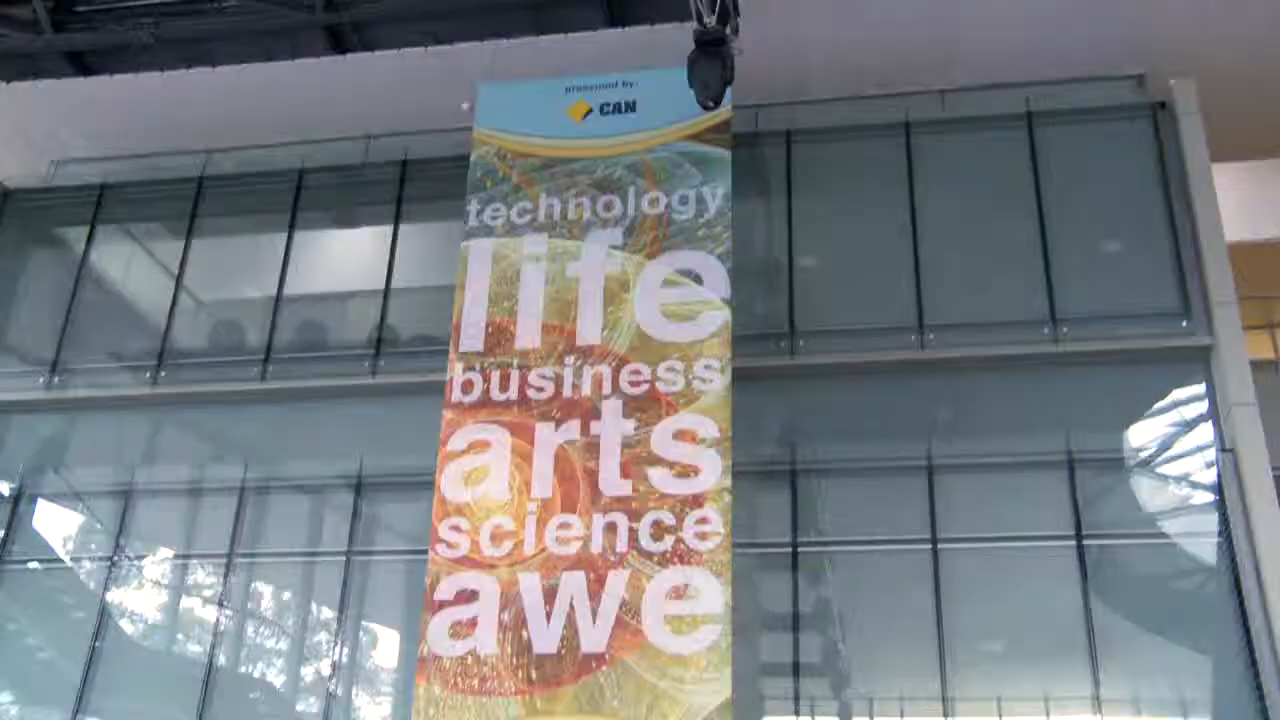 presented by:
CAN
technology
life
business
arts
science
awe